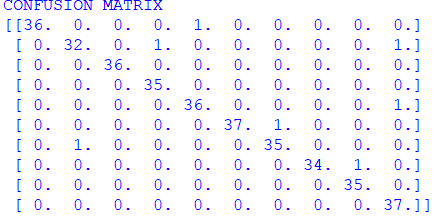 CONFUSION MATRIX
[[36. 0. 0. 0. 1. 0. 0. 0. 0. 0.]
[ 0. 32. 0. 1. 0. 0. 0. 0. 0. 1.]
[ 0. 0. 36. 0. 0. 0. 0. 0. 0. 0.]
[ 0. 0. 0. 35. 0. 0. 0. 0. 0. 0.]
[ 0. 0. 0. 0. 36. 0. 0. 0. 0. 1.]
[ 0. 0. 0. 0. 0. 37. 1. 0. 0. 0.]
[ 0. 1. 0. 0. 0. 0. 35. 0. 0. 0.]
[ 0. 0. 0. 0. 0. 0. 0. 34. 1. 0.]
[ 0. 0. 0. 0. 0. 0. 0. 0. 35. 0.]
[ 0. 0. 0. 0. 0. 0. 0. 0. 0. 37.]]